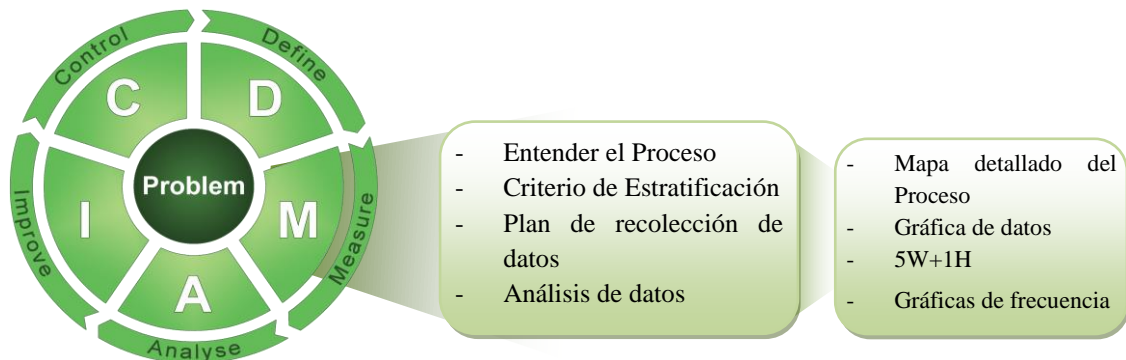 Control
Define
C
D
Problem
I
M
Improve
Measure
A
Analyse
- Entender el Proceso
- Criterio de Estratificación
- Plan de recolección de
datos
- Análisis de datos
- Mapa detallado del
Proceso
- Gráfica de datos
- 5W+1H
- Gráficas de frecuencia